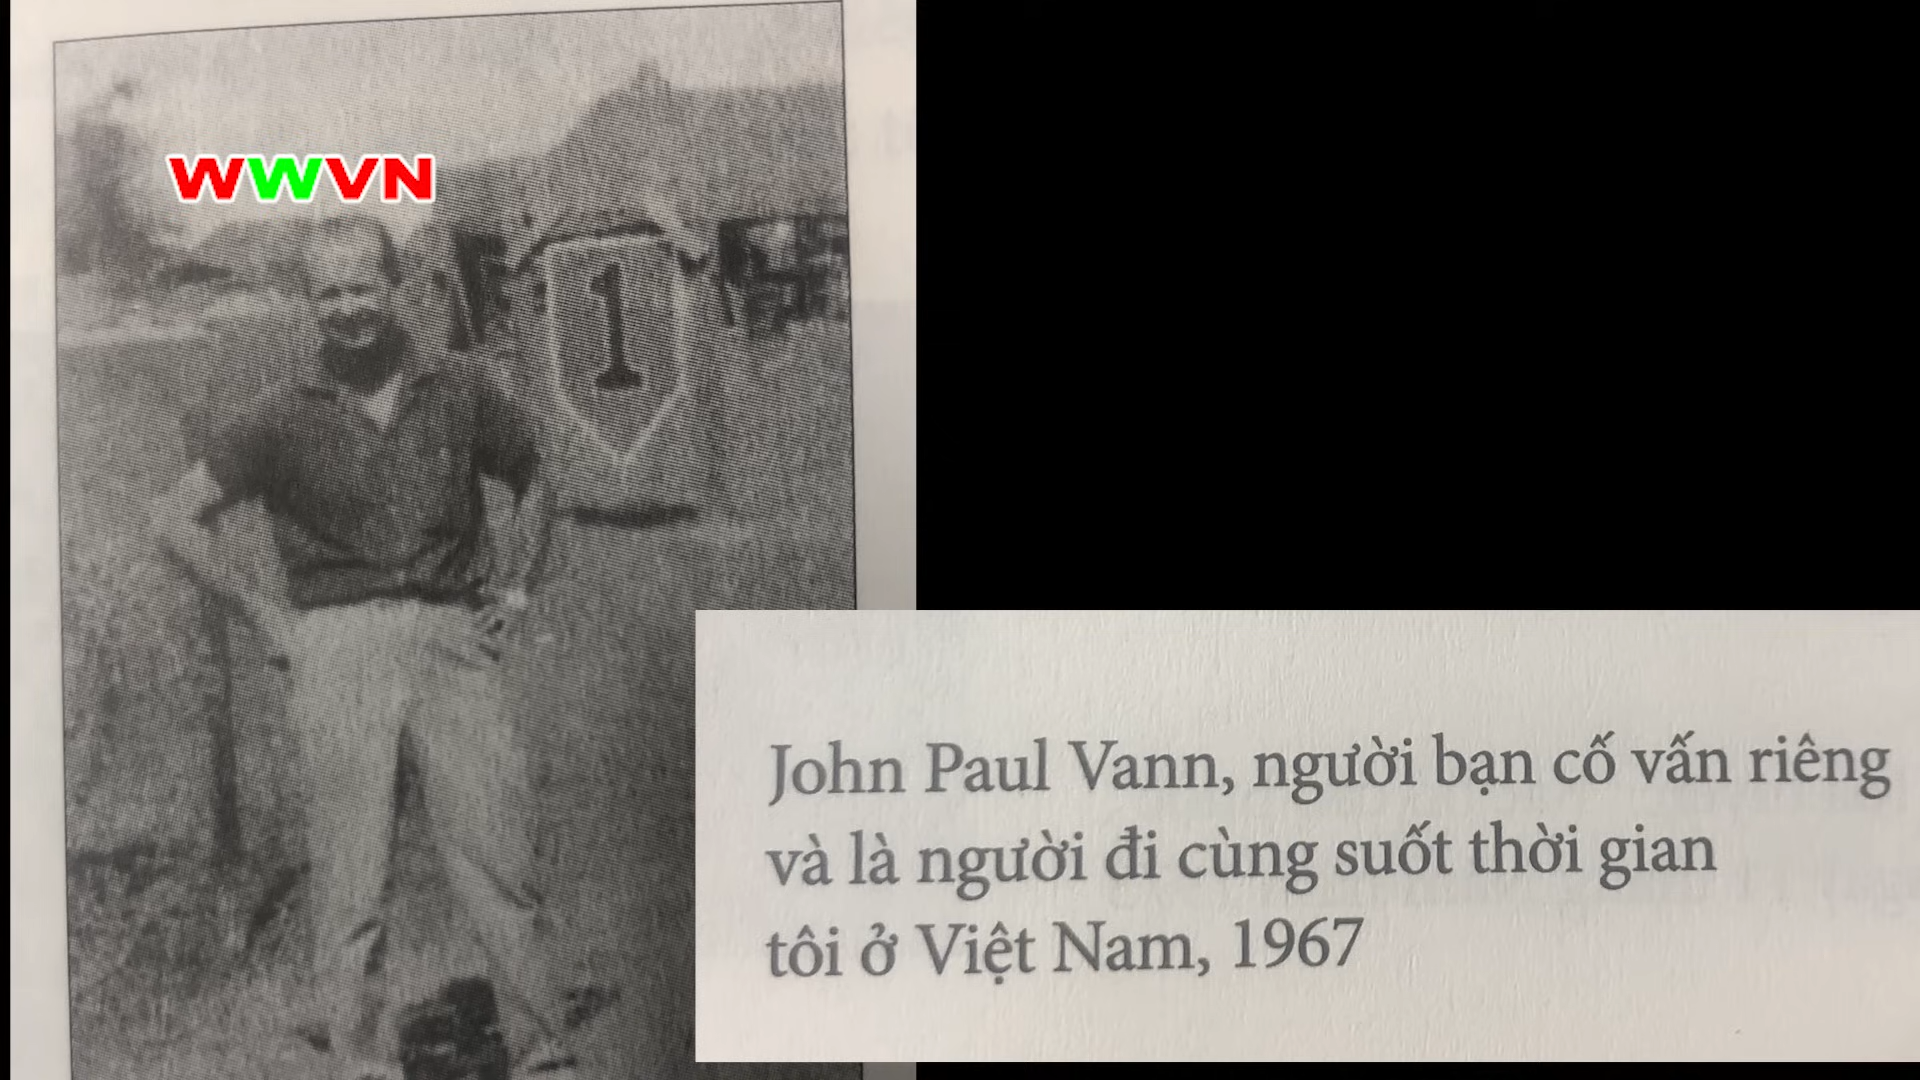 WWVN
1
John Paul Vann, người bạn cố vấn riêng
và là người đi cùng suốt thời gian
tôi ở Việt Nam, 1967